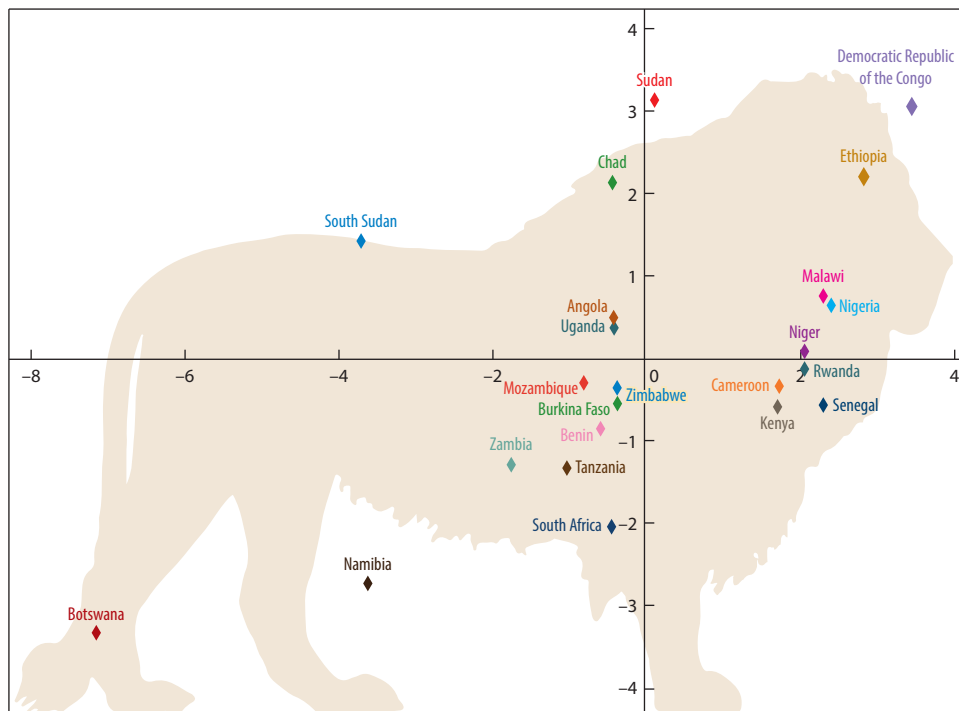 4
Democratic Republic
of the Congo
Sudan
3
Ethiopia
Chad
2
South Sudan
1
Malawi
Angola
Nigeria
Uganda
Niger
−8
−6
−4
−2
0
2
4
Rwanda
Mozambique
Cameroon
Zimbabwe
Burkina Faso
Senegal
Kenya
Benin
−1
Zambia
Tanzania
South Africa
−2
Namibia
−3
Botswana
−4